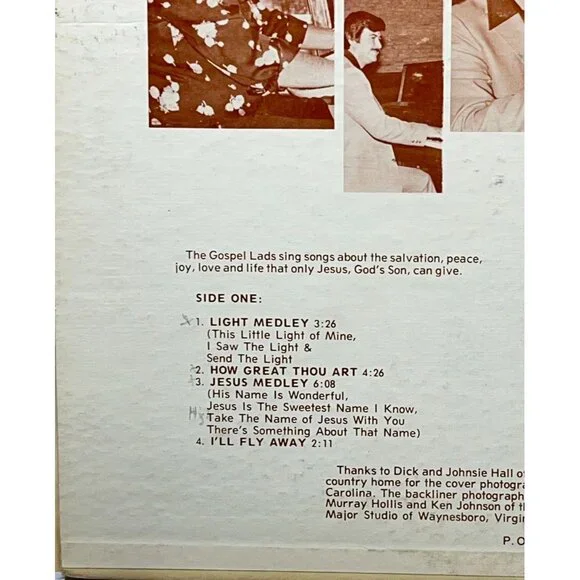 The Gospel Lads sing songs about the salvation, peace,
joy, love and life that only Jesus, God's Son, can give.
SIDE ONE:
1. LIGHT MEDLEY 3:26
(This Little Light of Mine,
I Saw The Light &
Send The Light
2. HOW GREAT THOU ART 4:26
3. JESUS MEDLEY 6:08
(His Name Is Wonderful,
Jesus Is The Sweetest Name I Know,
Take The Name of Jesus With You
There's Something About That Name)
4. I'LL FLY AWAY 2:11
Thanks to Dick and Johnsie Hall of
country home for the cover photogra
Carolina. The backliner photograph
Murray Hollis and Ken Johnson of th
Major Studio of Waynesboro, Virgin
P. O